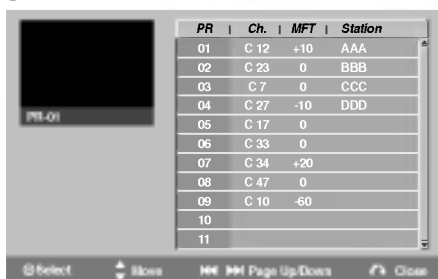 PR | Ch. | MFT | Station
01 C 12 +10 AAA
02 C 23 0 BBB
03 C 7 0 CCC
04 C 27 -10 DDD
05 C 17 0
06 C 33 0
07 C 34 +20
08 C 47 0
09 C 10 -60
10
11
PR-01
Select Move Page Up/Down Close